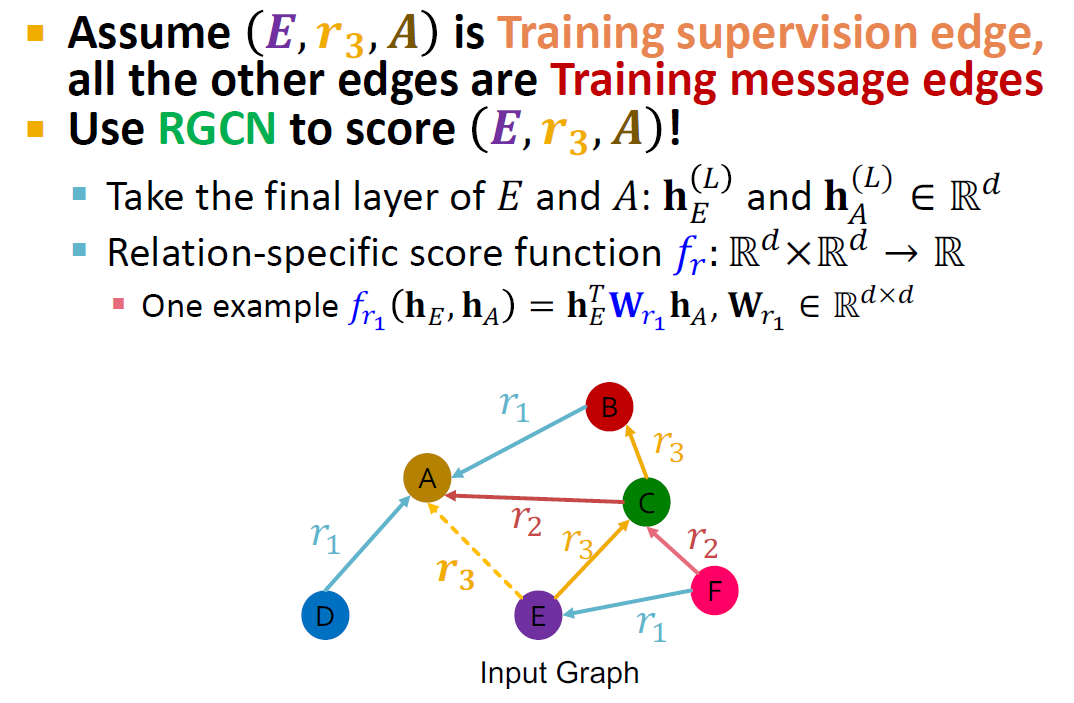 Assume (E, r₃, A) is Training supervision edge,
all the other edges are Training message edges
Use RGCN to score (E, r₃, A)!
Take the final layer of E and A: h_E^(L) and h_A^(L) ∈ ℝ^d
Relation-specific score function f_r: ℝ^d × ℝ^d → ℝ
One example f_r₁(h_E, h_A) = h_E^T W_r₁ h_A, W_r₁ ∈ ℝ^d×d
r₁
B
r₃
A
C
r₂
r₁
r₃
r₂
r₃
F
D
E
r₁
Input Graph